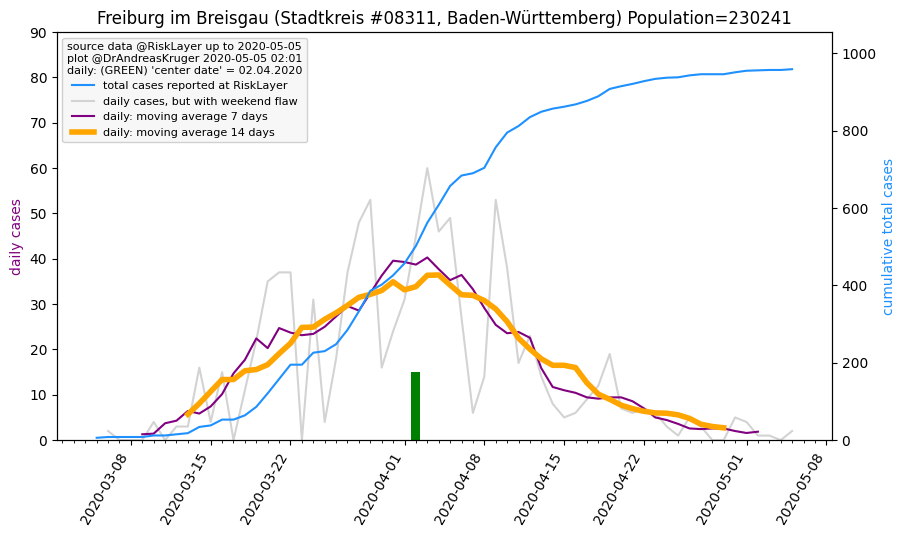 Freiburg im Breisgau (Stadtkreis #08311, Baden-Württemberg) Population=230241
source data @RiskLayer up to 2020-05-05
plot @DrAndreasKruger 2020-05-05 02:01
daily: (GREEN) 'center date' = 02.04.2020
total cases reported at RiskLayer
daily cases, but with weekend flaw
daily: moving average 7 days
daily: moving average 14 days
daily cases
90
80
70
60
50
40
30
20
10
0
cumulative total cases
1000
800
600
400
200
0
2020-03-08
2020-03-15
2020-03-22
2020-04-01
2020-04-08
2020-04-15
2020-04-22
2020-05-01
2020-05-08